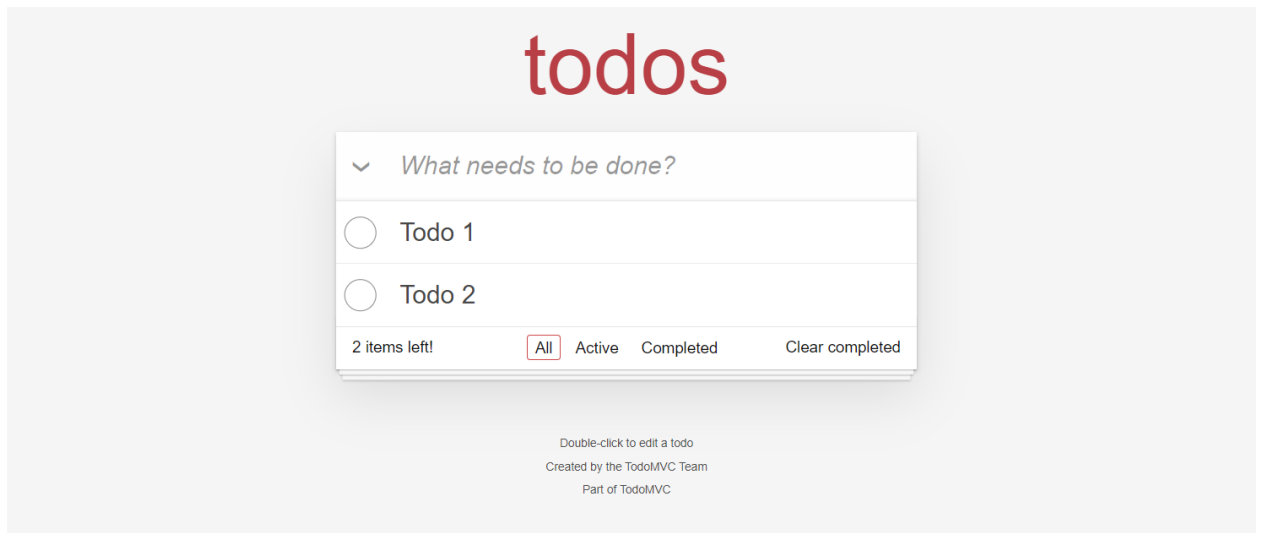 todos
What needs to be done?
Todo 1
Todo 2
2 items left! All Active Completed Clear completed
Double-click to edit a todo
Created by the TodoMVC Team
Part of TodoMVC